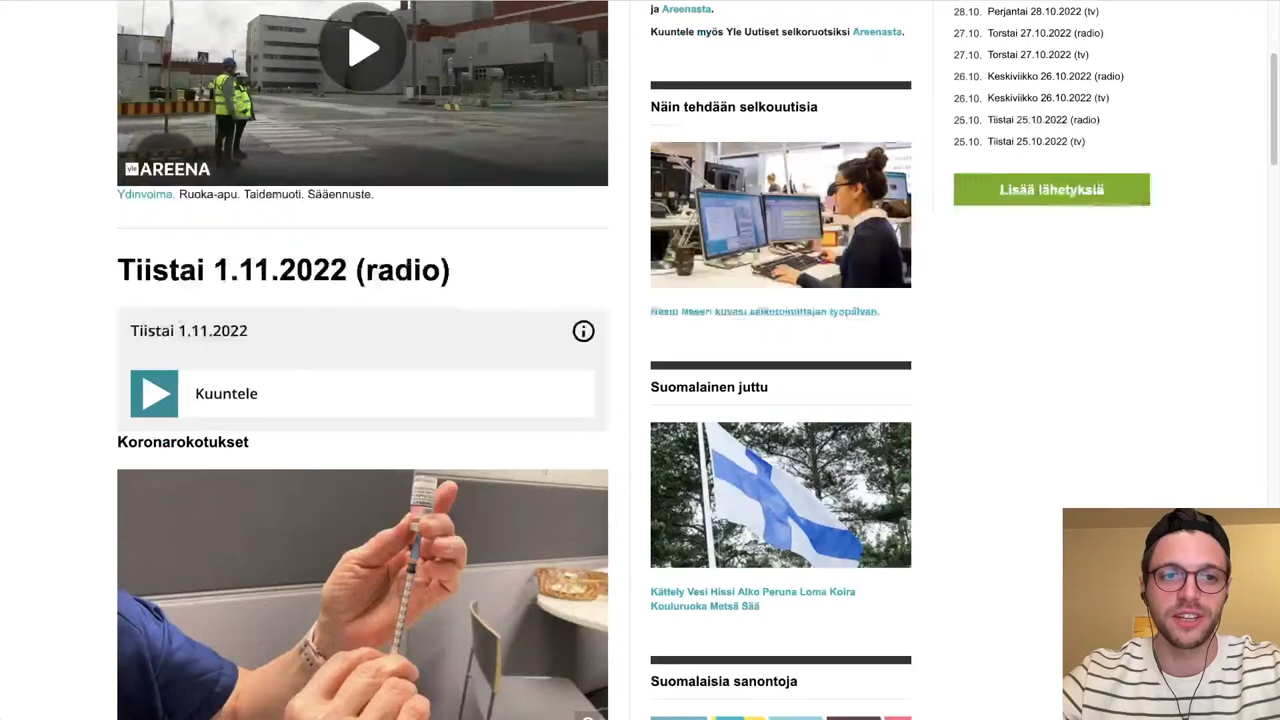 yle AREENA
Ydinvoima. Ruoka-apu. Taidemuoti. Sääennuste.
Tiistai 1.11.2022 (radio)
Tiistai 1.11.2022
Kuuntele
Koronarokotukset
ja Areenasta.
Kuuntele myös Yle Uutiset selkoruotsiksi Areenasta.
Näin tehdään selkouutisia
kuvasi selkotoimittajan työpäivän.
Suomalainen juttu
Kättely Vesi Hissi Alko Peruna Loma Koira
Kouluruoka Metsä Sää
Suomalaisia sanontoja
28.10. Perjantai 28.10.2022 (tv)
27.10. Torstai 27.10.2022 (radio)
27.10. Torstai 27.10.2022 (tv)
26.10. Keskiviikko 26.10.2022 (radio)
26.10. Keskiviikko 26.10.2022 (tv)
25.10. Tiistai 25.10.2022 (radio)
25.10. Tiistai 25.10.2022 (tv)
Lisää lähetyksiä